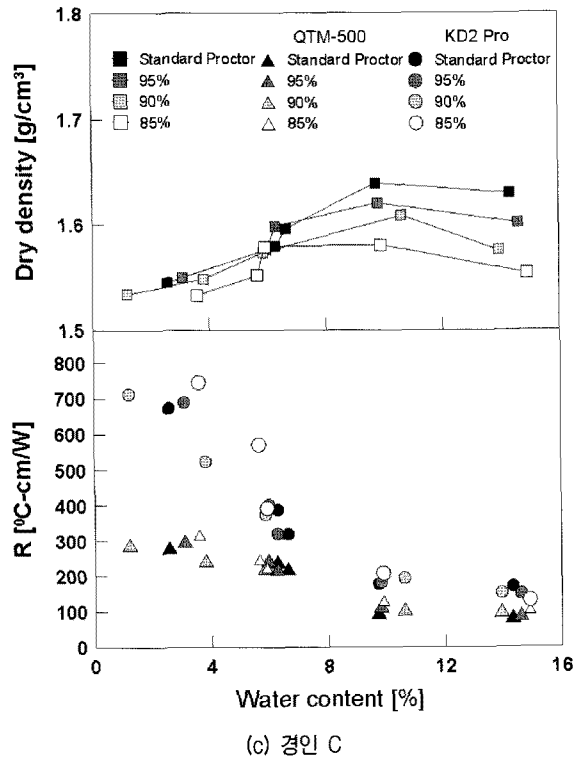 1.8
QTM-500 KD2 Pro
Standard Proctor Standard Proctor Standard Proctor
95% 95% 95%
90% 90% 90%
85% 85% 85%
1.7
1.6
1.5
Dry density [g/cm³]
800
700
600
500
400
300
200
100
0
R [ºC-cm/W]
0 4 8 12 16
Water content [%]
(c) 경인 C